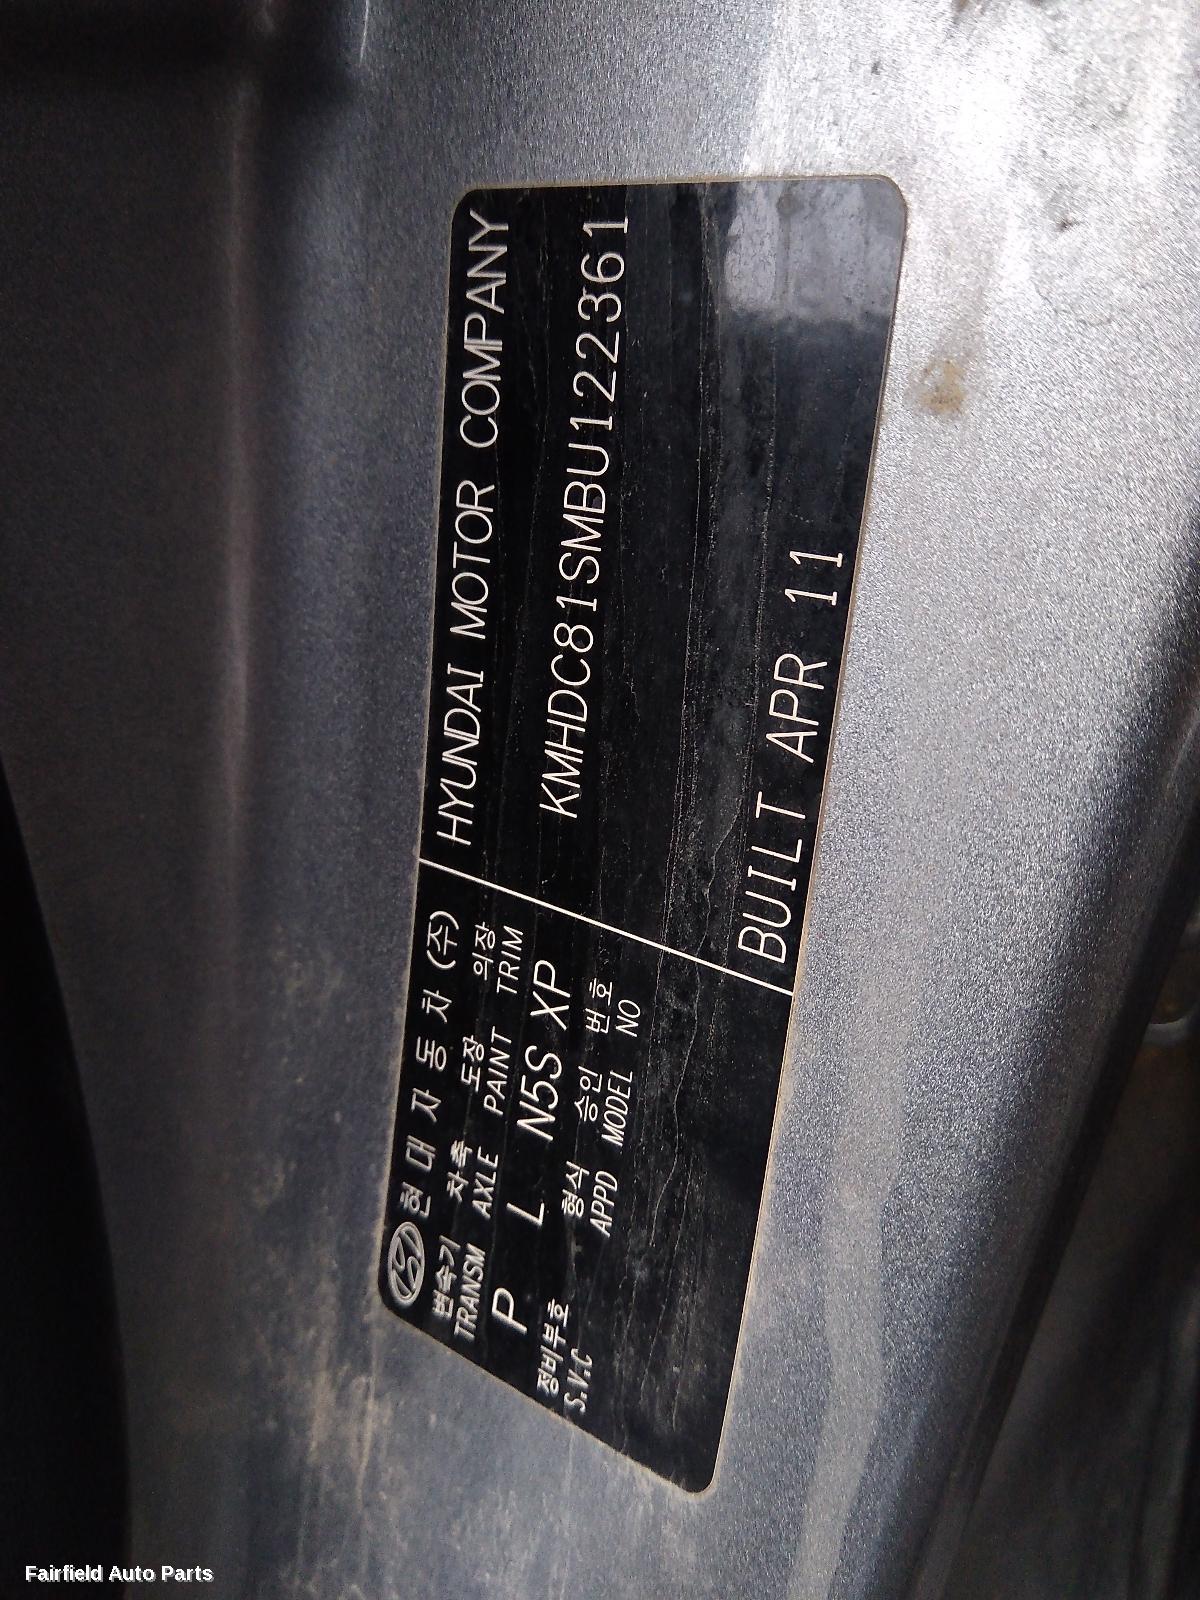 현대자동차(주)
HYUNDAI MOTOR COMPANY
변속기 차축 도장 의장
TRANSM AXLE PAINT TRIM
P L N5S XP
KMHDC81SMBU122361
정비부호 형식 승인 번호
S.V.C APPD MODEL NO
BUILT APR 11
Fairfield Auto Parts